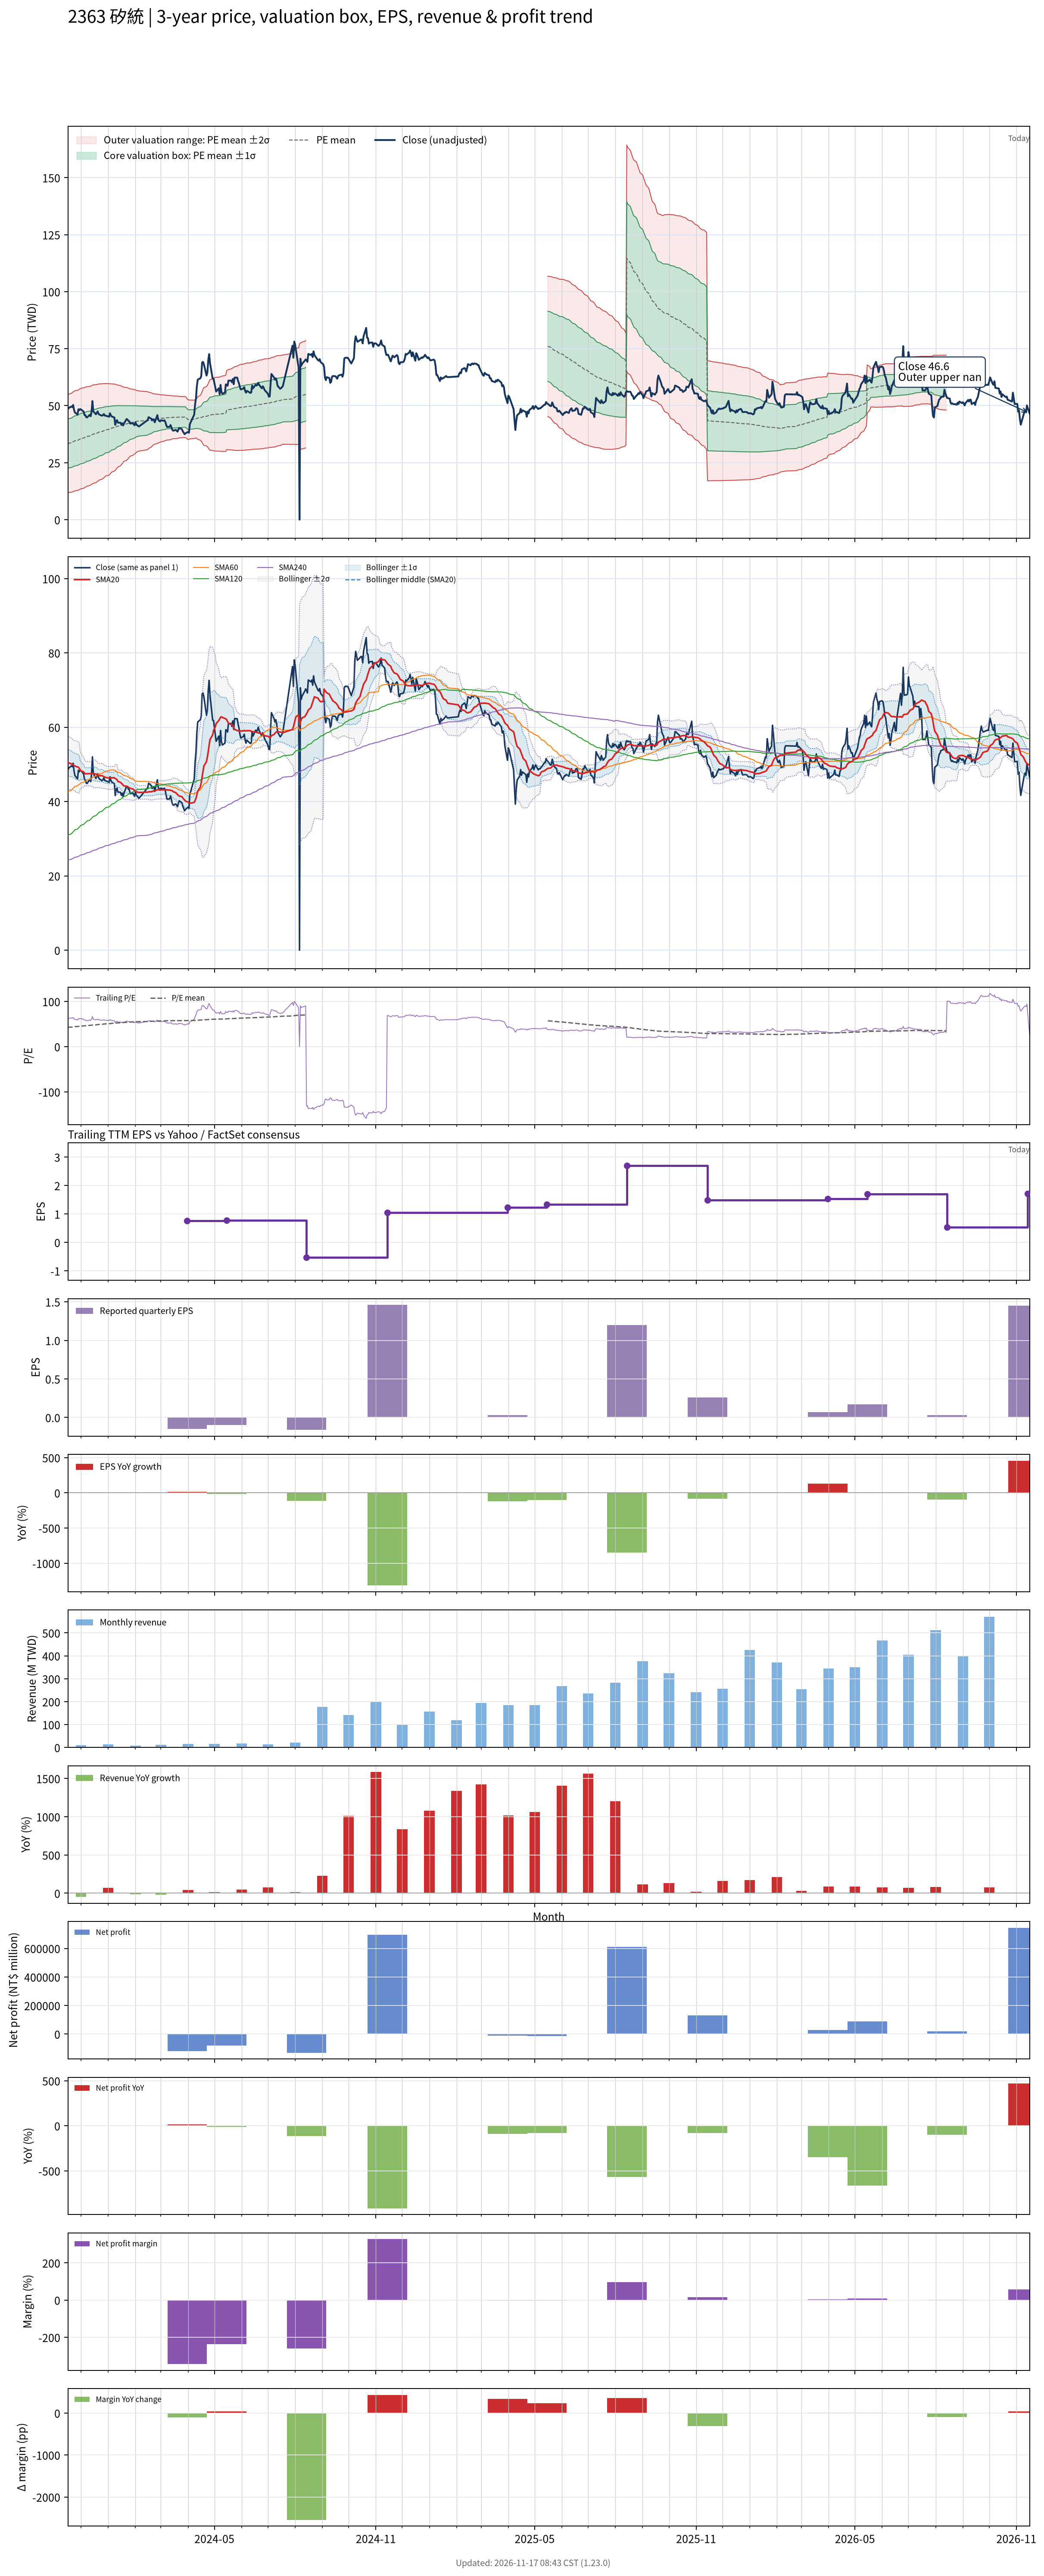 2363 矽統 | 3-year price, valuation box, EPS, revenue & profit trend
Outer valuation range: PE mean ±2σ
Core valuation box: PE mean ±1σ
PE mean
Close (unadjusted)
Today
Close 46.6
Outer upper nan
Price (TWD)
150
125
100
75
50
25
0
Close (same as panel 1)
SMA20
SMA60
SMA120
SMA240
Bollinger ±2σ
Bollinger ±1σ
Bollinger middle (SMA20)
Price
100
80
60
40
20
0
Trailing P/E
P/E mean
P/E
100
0
-100
Trailing TTM EPS vs Yahoo / FactSet consensus
Today
EPS
3
2
1
0
-1
Reported quarterly EPS
EPS
1.5
1.0
0.5
0.0
EPS YoY growth
YoY (%)
500
0
-500
-1000
Monthly revenue
Revenue (M TWD)
500
400
300
200
100
0
Revenue YoY growth
YoY (%)
1500
1000
500
0
Month
Net profit
Net profit (NT$ million)
600000
400000
200000
0
Net profit YoY
YoY (%)
500
0
-500
Net profit margin
Margin (%)
200
0
-200
Margin YoY change
Δ margin (pp)
0
-1000
-2000
2024-05
2024-11
2025-05
2025-11
2026-05
2026-11
Updated: 2026-11-17 08:43 CST (1.23.0)